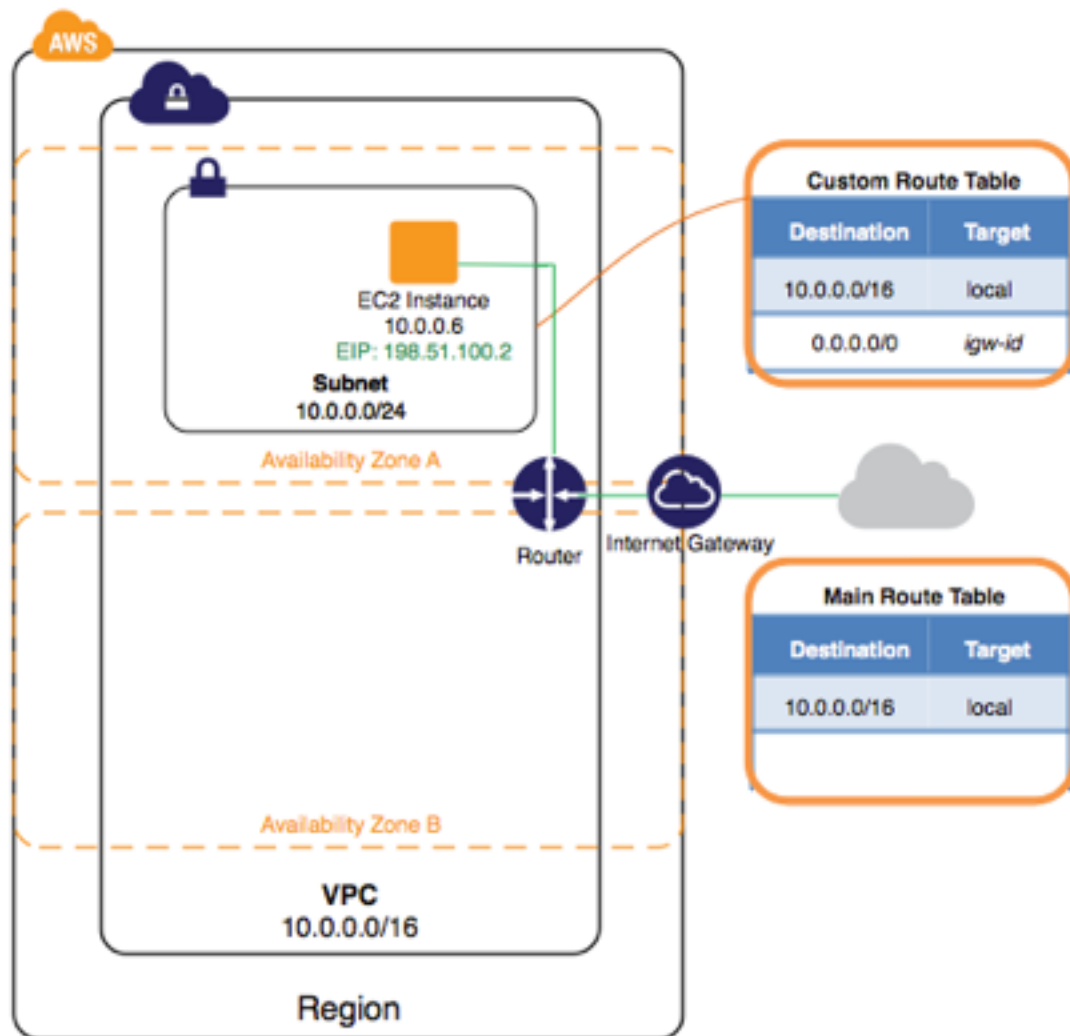 AWS
EC2 Instance
10.0.0.6
EIP: 198.51.100.2
Subnet
10.0.0.0/24
Availability Zone A
Router
Internet Gateway
Availability Zone B
VPC
10.0.0.0/16
Region
Custom Route Table
Destination Target
10.0.0.0/16 local
0.0.0.0/0 igw-id
Main Route Table
Destination Target
10.0.0.0/16 local